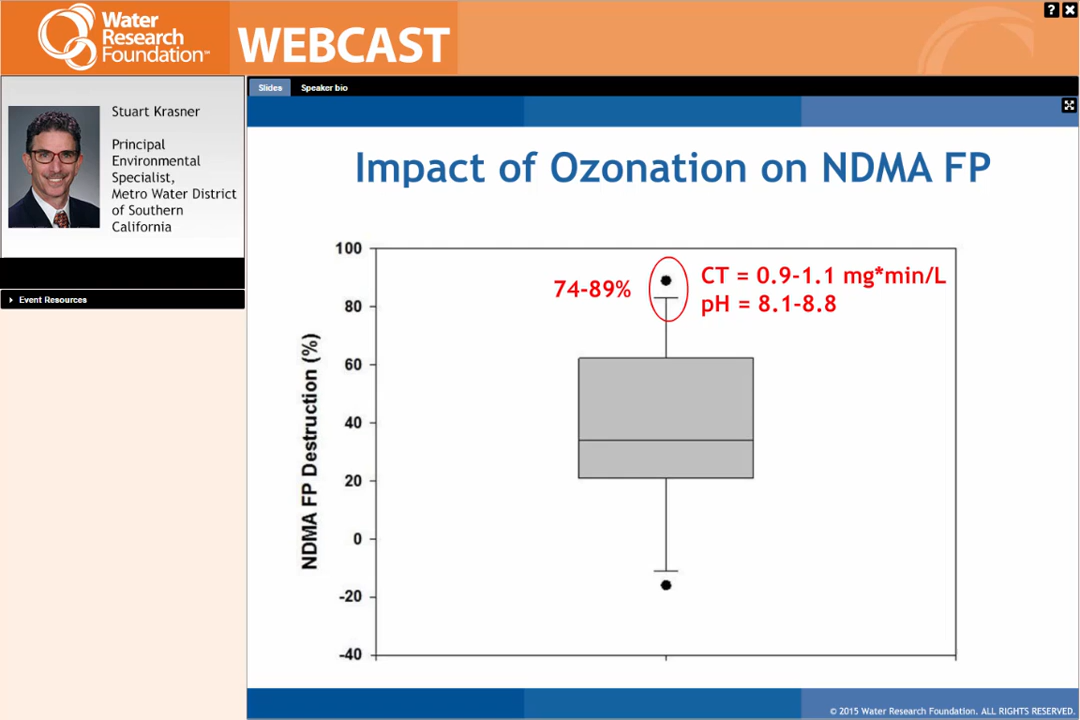 Water
Research
Foundation™
WEBCAST
? 
Stuart Krasner
Principal
Environmental
Specialist,
Metro Water District
of Southern
California
Event Resources
Slides
Speaker bio
Impact of Ozonation on NDMA FP
NDMA FP Destruction (%)
100
80
60
40
20
0
-20
-40
74-89%
CT = 0.9-1.1 mg*min/L
pH = 8.1-8.8
© 2015 Water Research Foundation. ALL RIGHTS RESERVED.